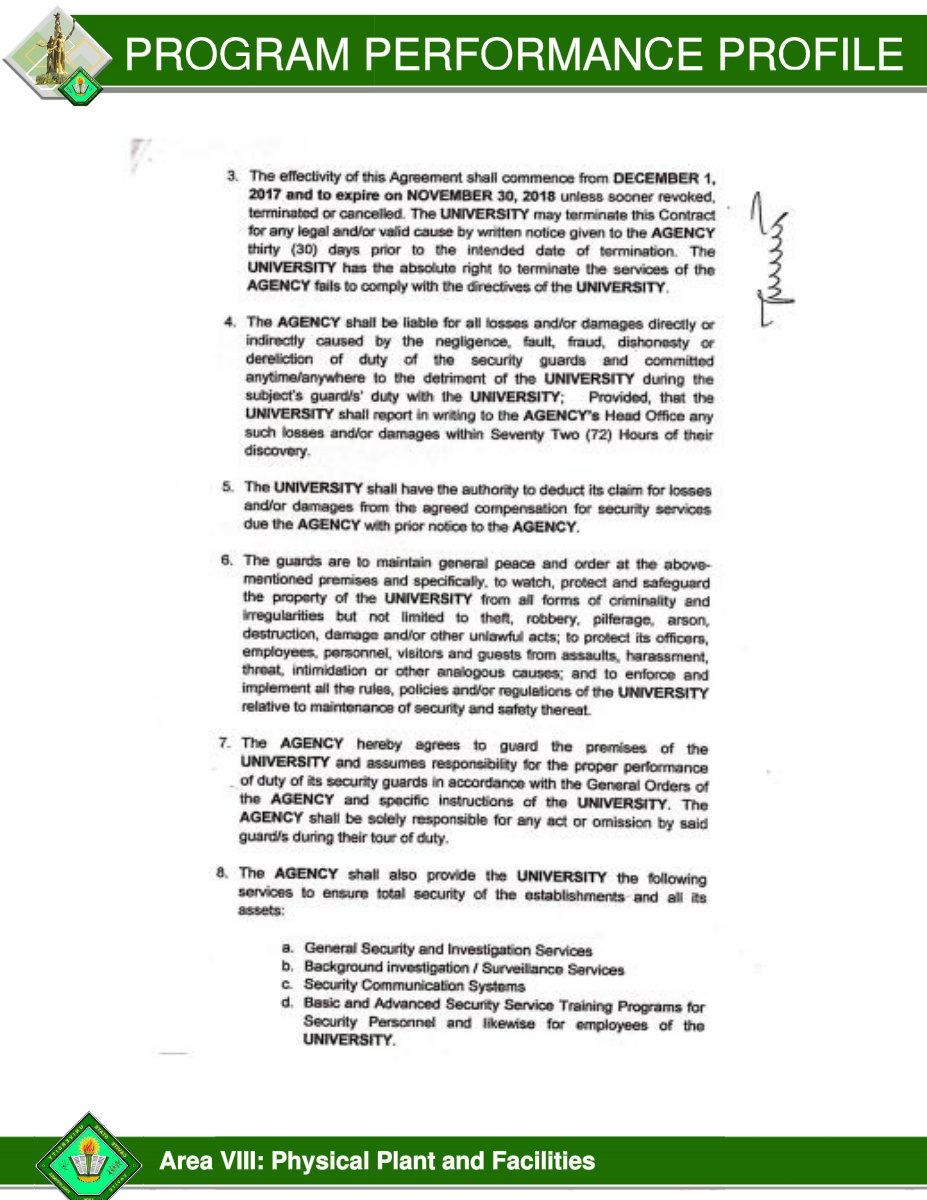 PROGRAM PERFORMANCE PROFILE
3. The effectivity of this Agreement shall commence from DECEMBER 1,
2017 and to expire on NOVEMBER 30, 2018 unless sooner revoked,
terminated or cancelled. The UNIVERSITY may terminate this Contract
for any legal and/or valid cause by written notice given to the AGENCY
thirty (30) days prior to the intended date of termination. The
UNIVERSITY has the absolute right to terminate the services of the
AGENCY fails to comply with the directives of the UNIVERSITY.
4. The AGENCY shall be liable for all losses and/or damages directly or
indirectly caused by the negligence, fault, fraud, dishonesty or
dereliction of duty of the security guards and committed
anytime/anywhere to the detriment of the UNIVERSITY during the
subject's guard/s' duty with the UNIVERSITY; Provided, that the
UNIVERSITY shall report in writing to the AGENCY's Head Office any
such losses and/or damages within Seventy Two (72) Hours of their
discovery.
5. The UNIVERSITY shall have the authority to deduct its claim for losses
and/or damages from the agreed compensation for security services
due the AGENCY with prior notice to the AGENCY.
6. The guards are to maintain general peace and order at the above-
mentioned premises and specifically, to watch, protect and safeguard
the property of the UNIVERSITY from all forms of criminality and
irregularities but not limited to theft, robbery, pilferage, arson,
destruction, damage and/or other unlawful acts; to protect its officers,
employees, personnel, visitors and guests from assaults, harassment,
threat, intimidation or other analogous causes; and to enforce and
implement all the rules, policies and/or regulations of the UNIVERSITY
relative to maintenance of security and safety thereat.
7. The AGENCY hereby agrees to guard the premises of the
UNIVERSITY and assumes responsibility for the proper performance
of duty of its security guards in accordance with the General Orders of
the AGENCY and specific instructions of the UNIVERSITY. The
AGENCY shall be solely responsible for any act or omission by said
guard/s during their tour of duty.
8. The AGENCY shall also provide the UNIVERSITY the following
services to ensure total security of the establishments and all its
assets:
a. General Security and Investigation Services
b. Background investigation / Surveillance Services
c. Security Communication Systems
d. Basic and Advanced Security Service Training Programs for
Security Personnel and likewise for employees of the
UNIVERSITY.
Area VIII: Physical Plant and Facilities